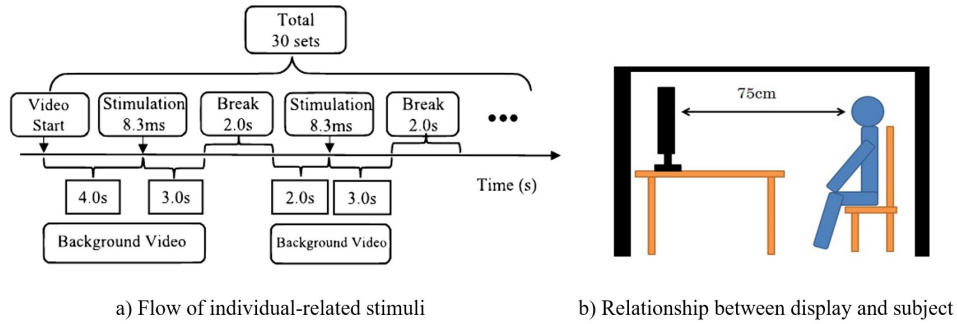 Total
30 sets
Video
Start
Stimulation
8.3ms
Break
2.0s
Stimulation
8.3ms
Break
2.0s
Time (s)
4.0s
3.0s
2.0s
3.0s
Background Video
Background Video
75cm
a) Flow of individual-related stimuli
b) Relationship between display and subject